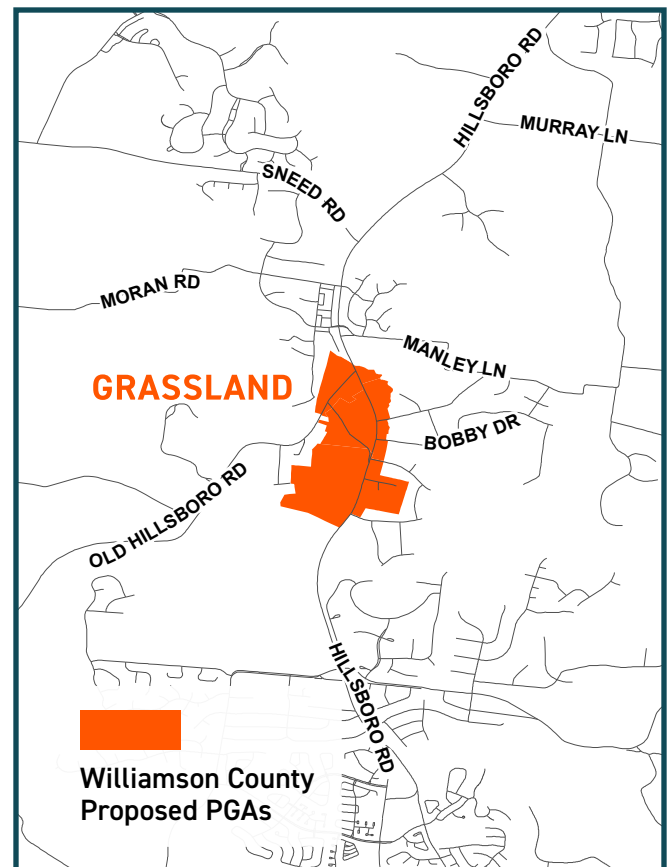 HILLSBORO RD
MURRAY LN
SNEED RD
MORAN RD
MANLEY LN
GRASSLAND
BOBBY DR
OLD HILLSBORO RD
HILLSBORO RD
Williamson County
Proposed PGAs